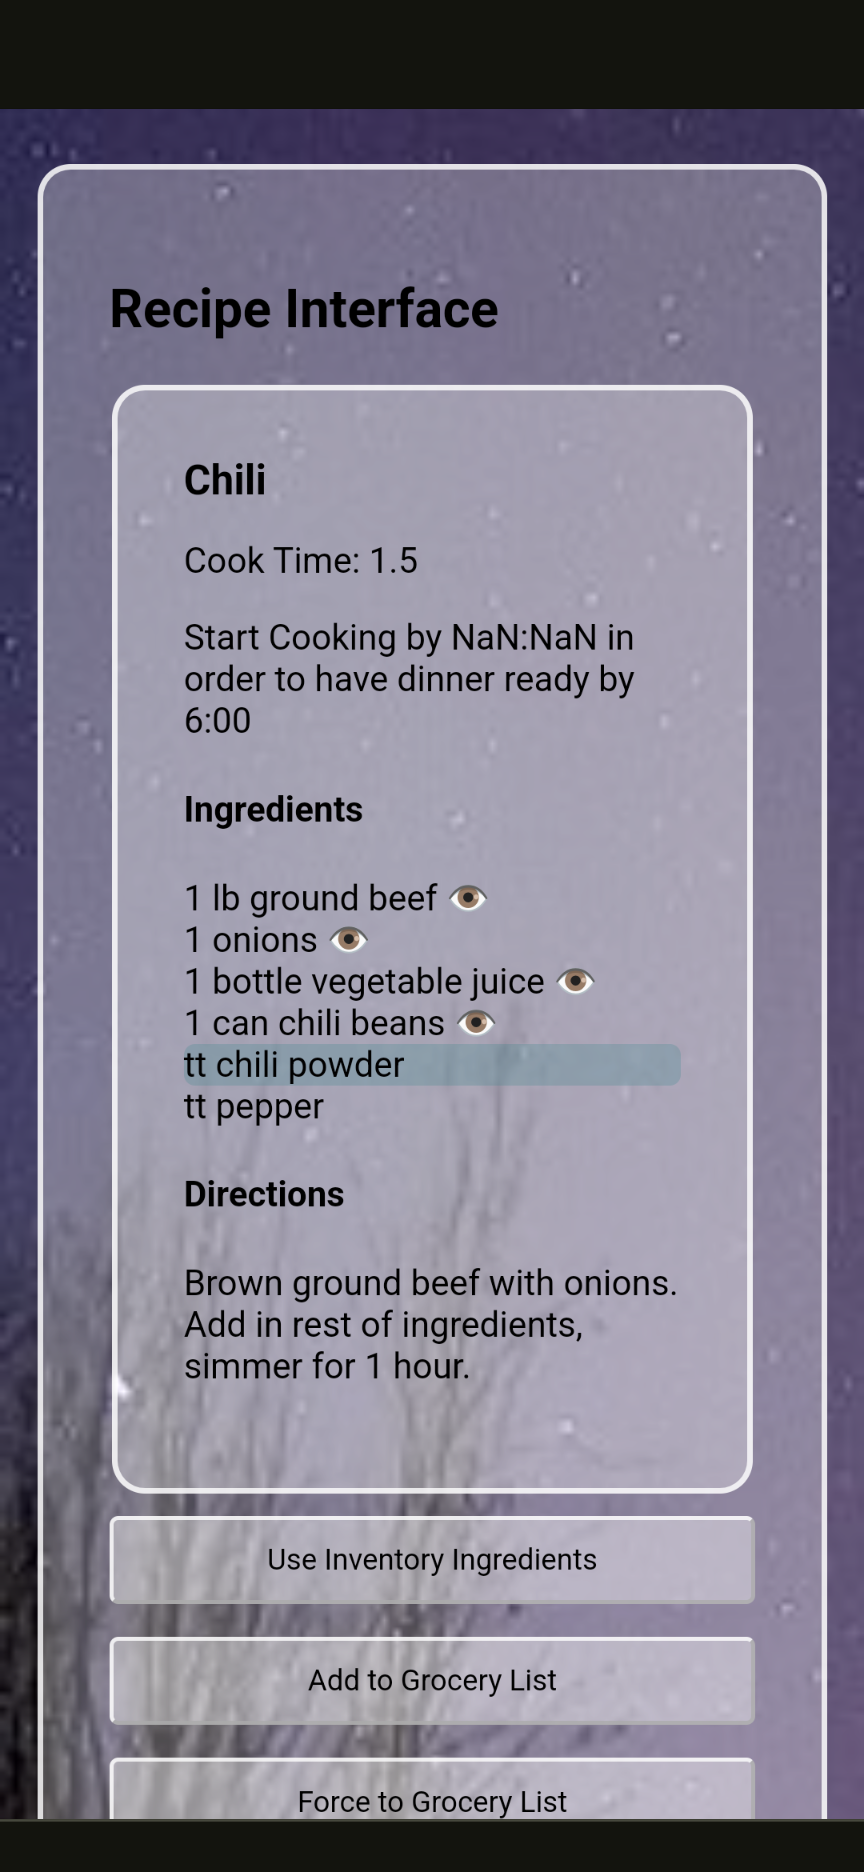 Recipe Interface
Chili
Cook Time: 1.5
Start Cooking by NaN:NaN in
order to have dinner ready by
6:00
Ingredients
1 lb ground beef 👁️
1 onions 👁️
1 bottle vegetable juice 👁️
1 can chili beans 👁️
tt chili powder
tt pepper
Directions
Brown ground beef with onions.
Add in rest of ingredients,
simmer for 1 hour.
Use Inventory Ingredients
Add to Grocery List
Force to Grocery List